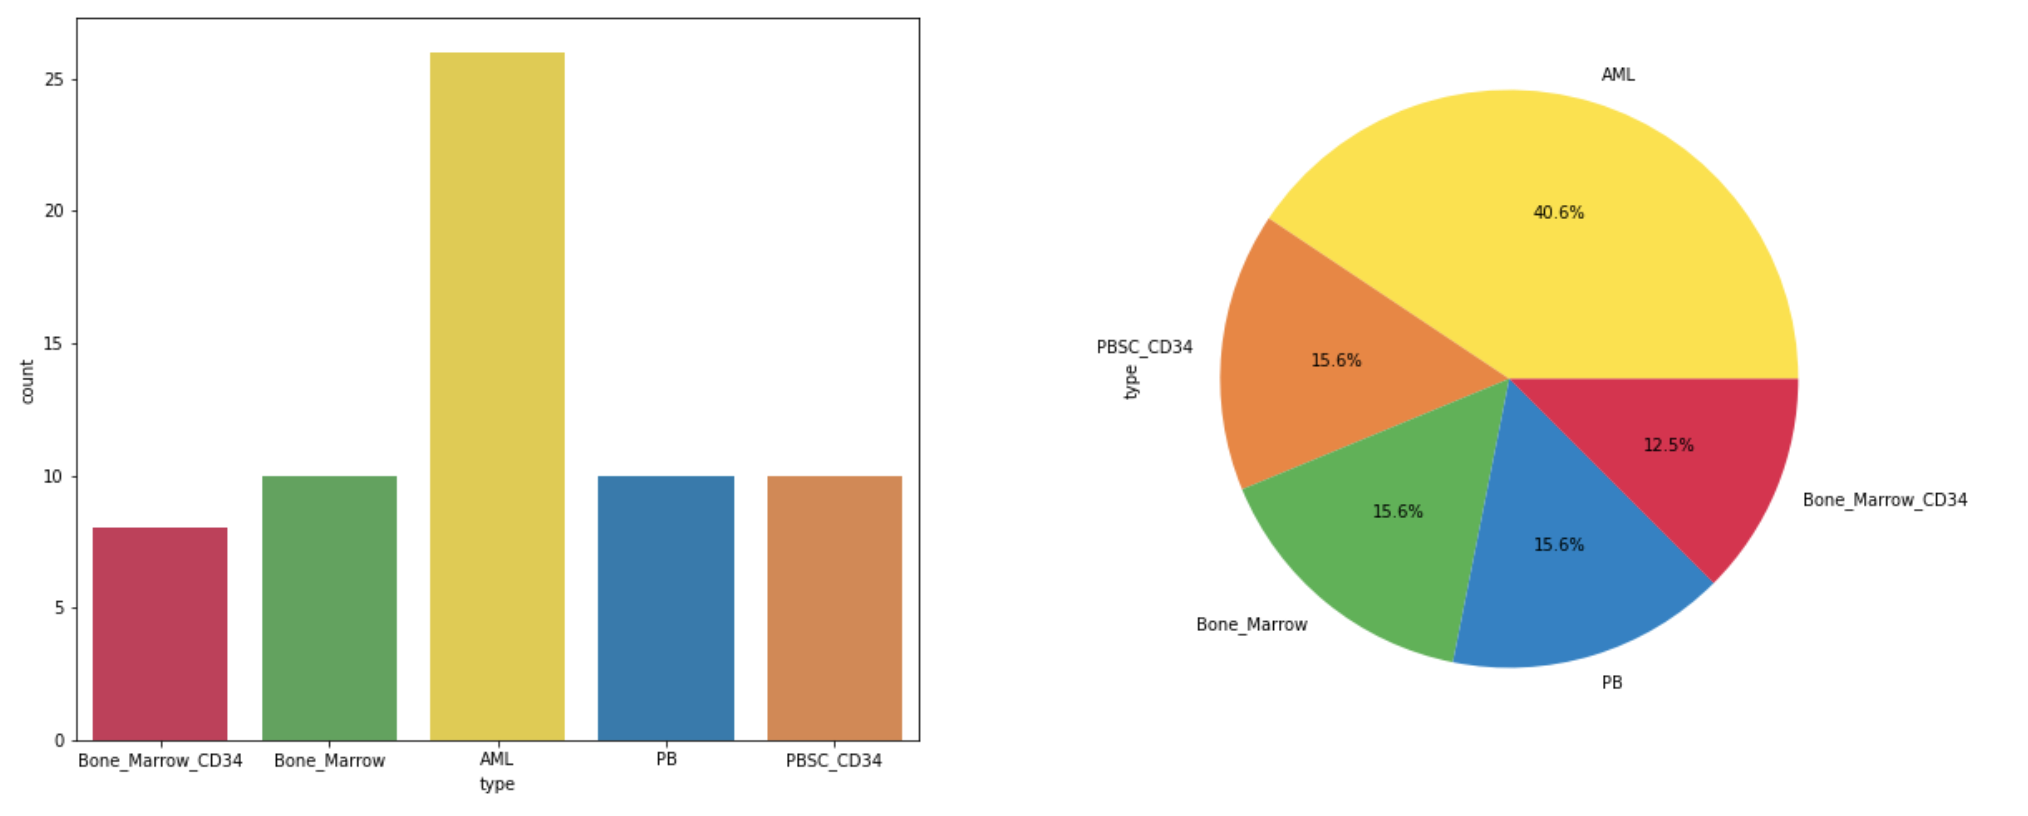 25
20
15
10
5
0
count
Bone_Marrow_CD34 Bone_Marrow AML PB PBSC_CD34
type
AML
40.6%
PBSC_CD34
type
15.6%
12.5%
Bone_Marrow_CD34
15.6%
15.6%
Bone_Marrow
PB